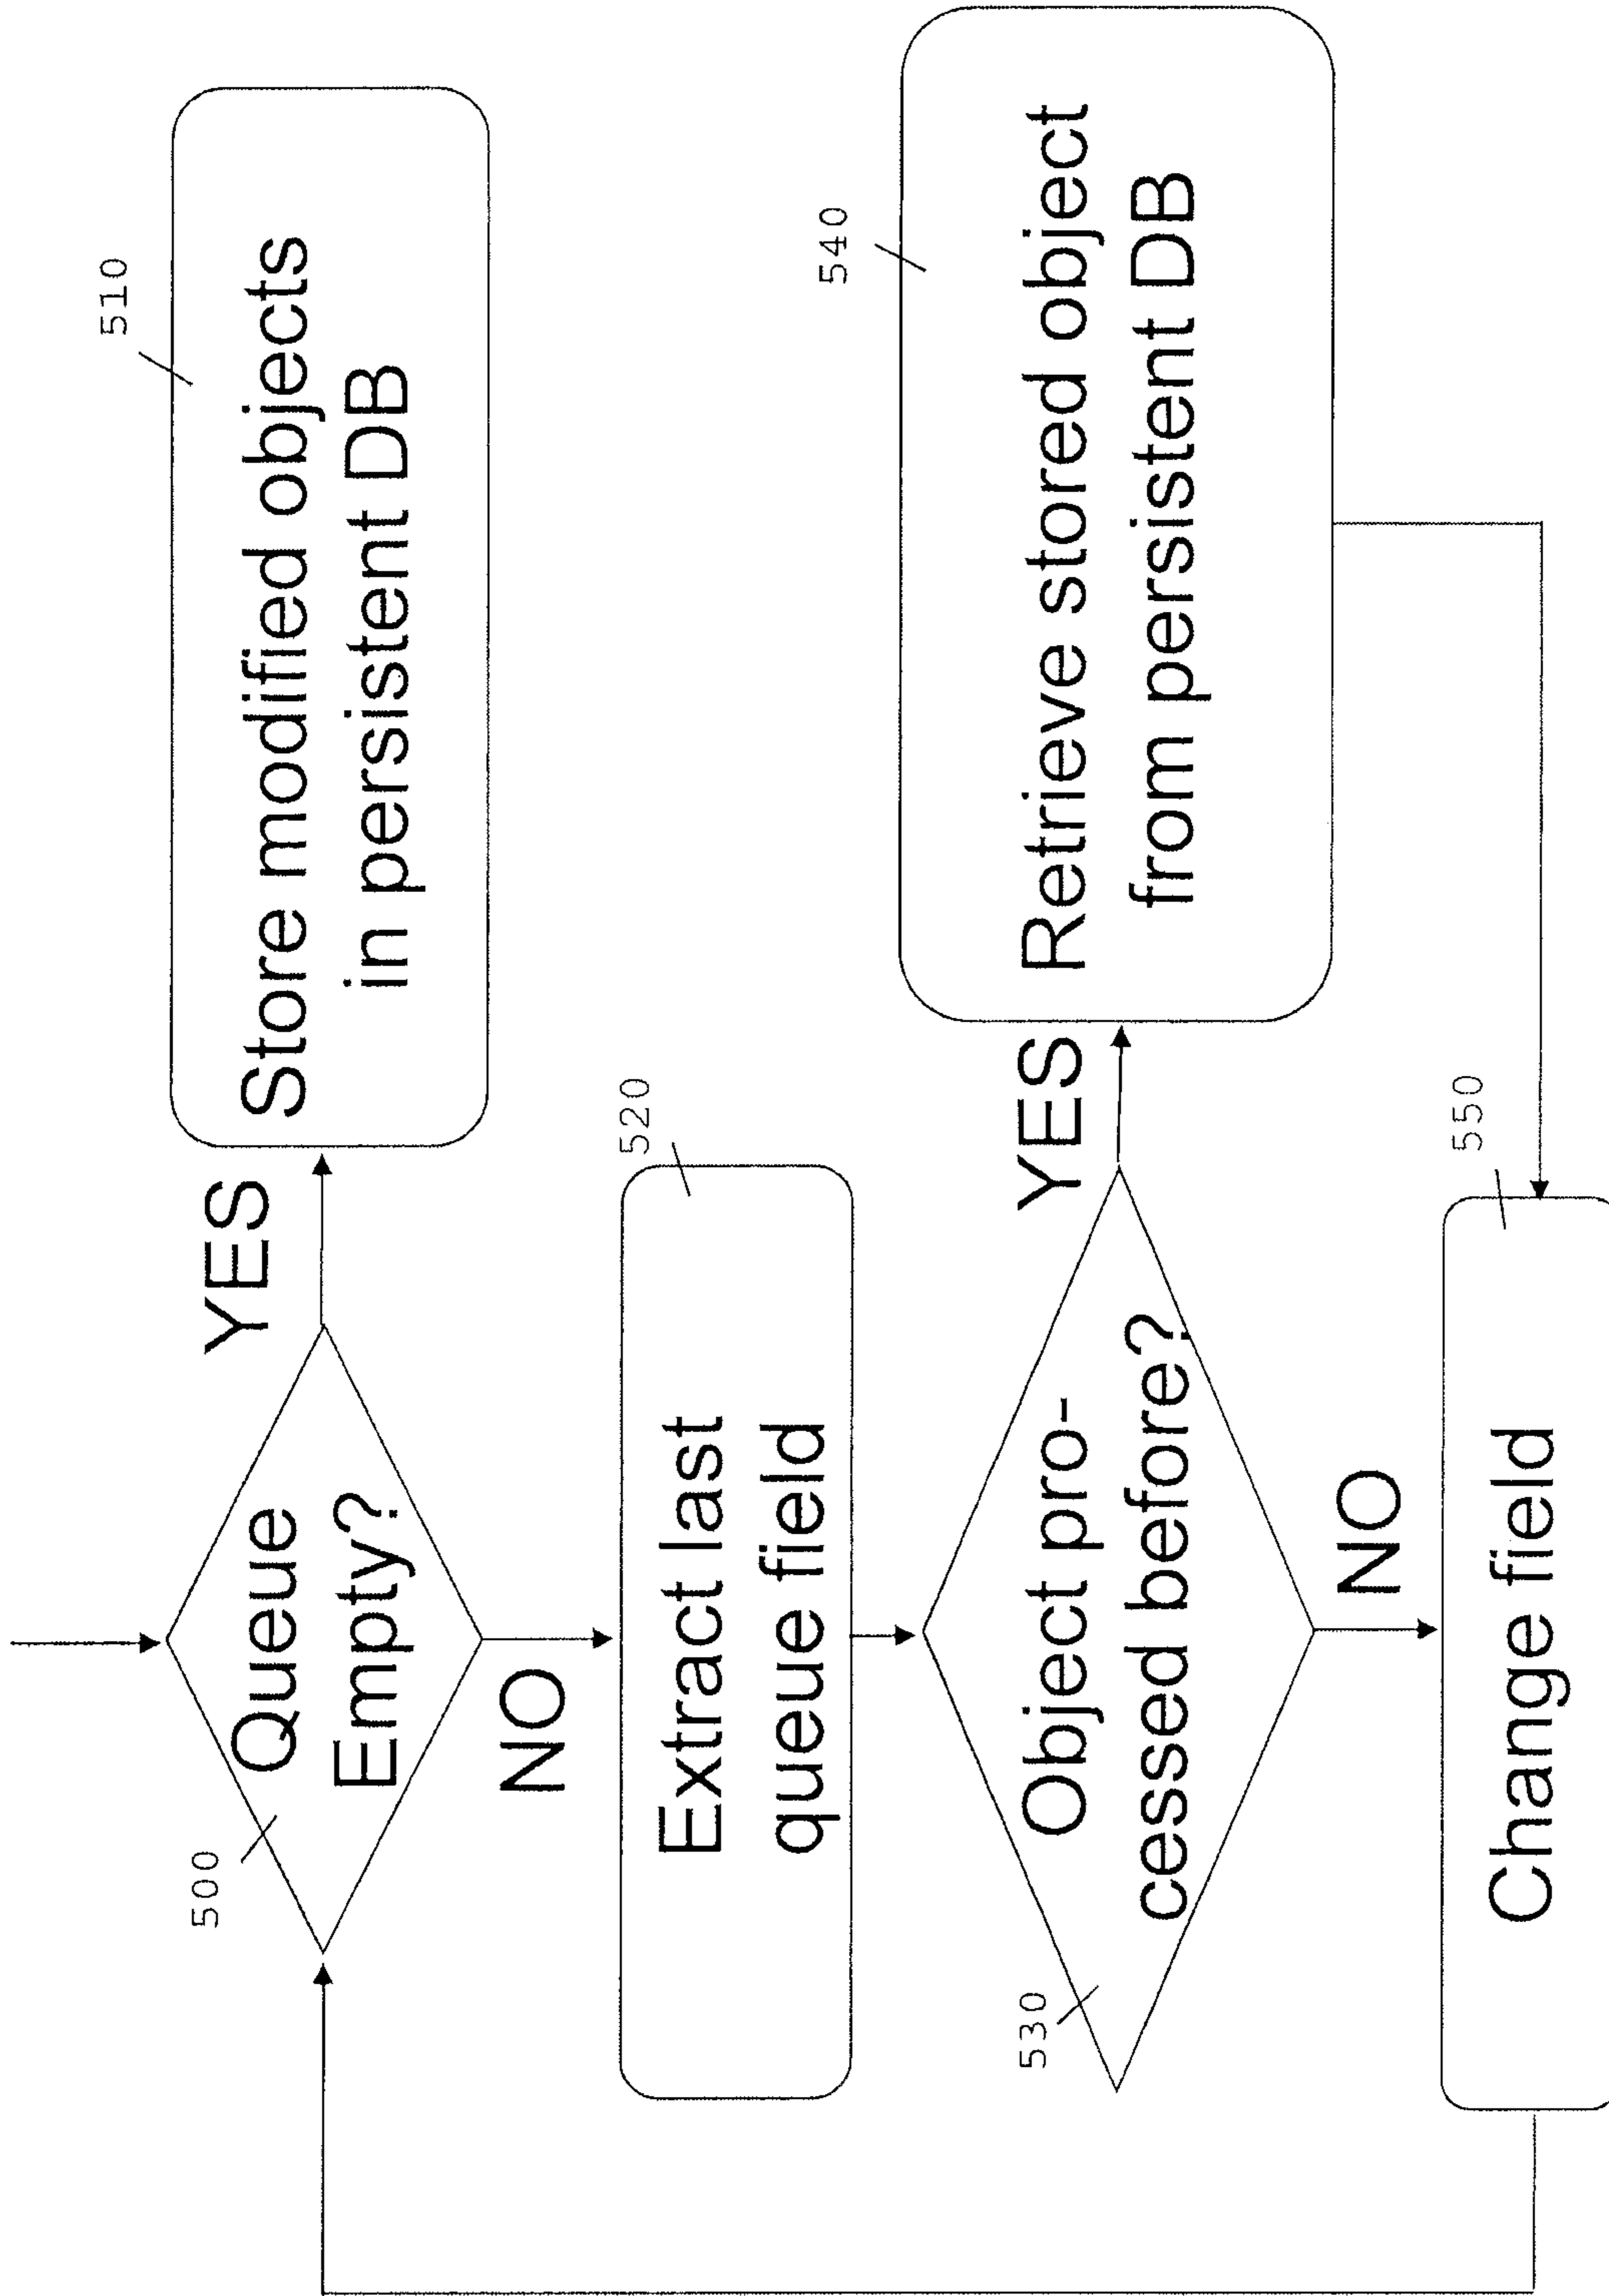 500
Queue
Empty?
YES
510
Store modified objects
in persistent DB
NO
520
Extract last
queue field
530
Object pro-
cessed before?
YES
540
Retrieve stored object
from persistent DB
NO
550
Change field